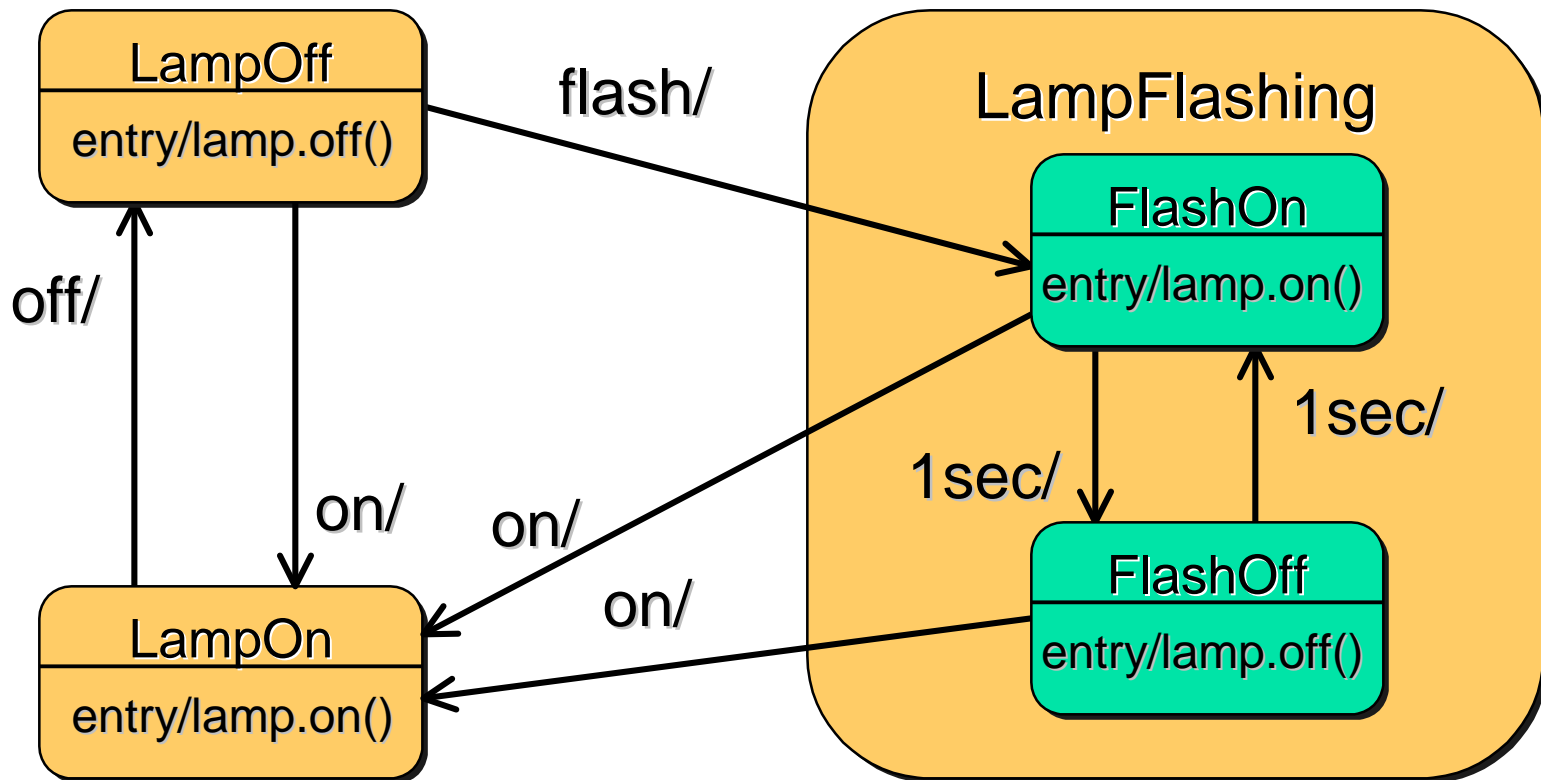 LampOff
entry/lamp.off()
flash/
LampFlashing
FlashOn
entry/lamp.on()
off/
on/
on/
1sec/
1sec/
on/
FlashOff
entry/lamp.off()
LampOn
entry/lamp.on()